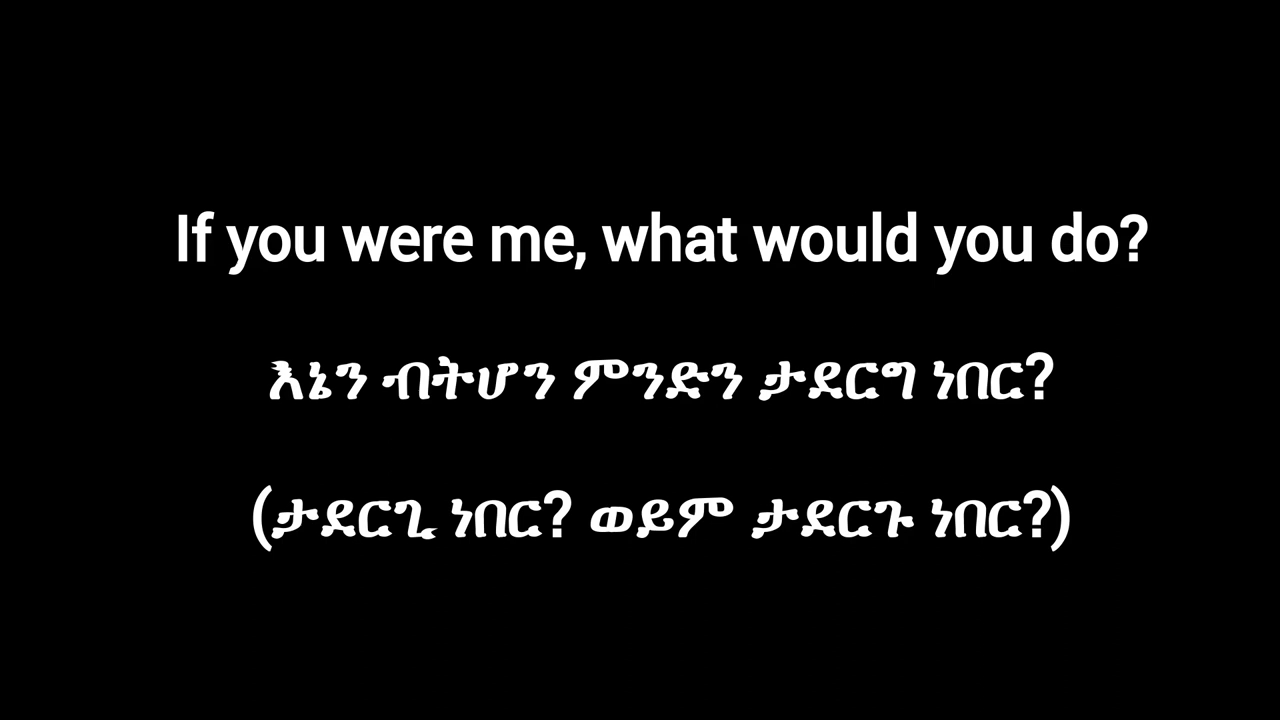 If you were me, what would you do?
እኔን ብትሆን ምንድን ታደርግ ነበር?
(ታደርጊ ነበር? ወይም ታደርጉ ነበር?)